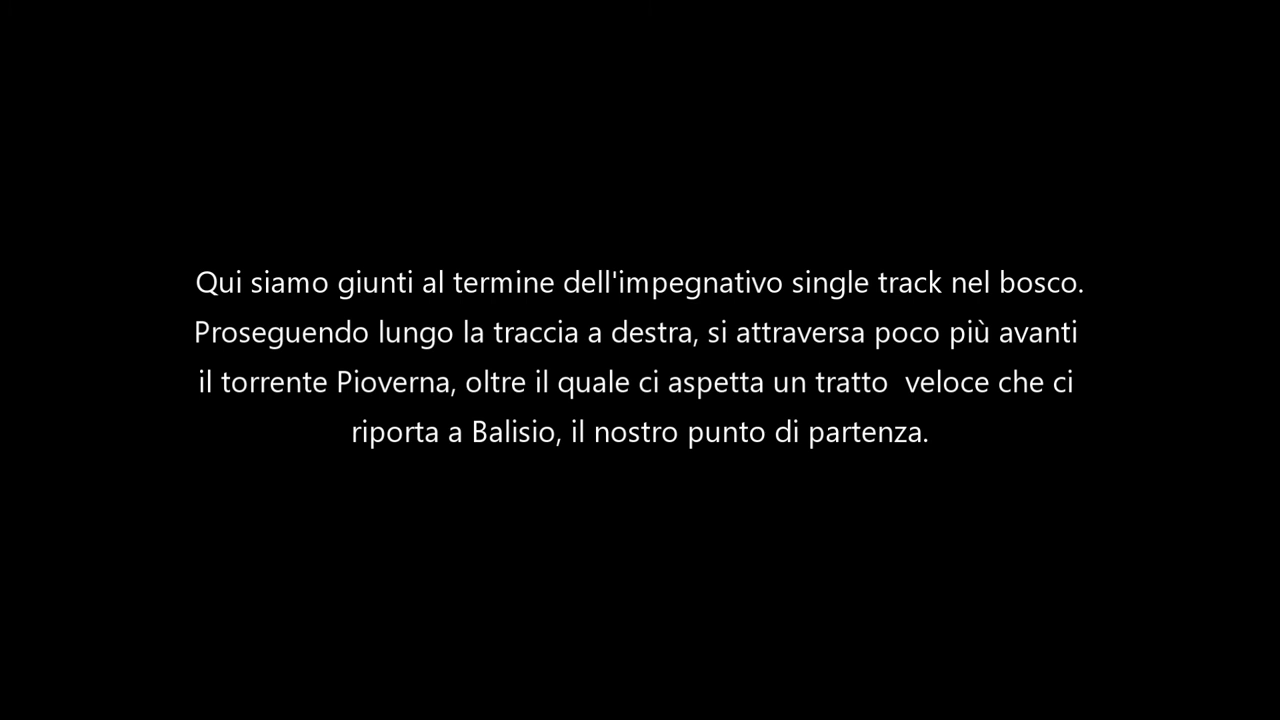 Qui siamo giunti al termine dell'impegnativo single track nel bosco.
Proseguendo lungo la traccia a destra, si attraversa poco più avanti
il torrente Pioverna, oltre il quale ci aspetta un tratto  veloce che ci
riporta a Balisio, il nostro punto di partenza.